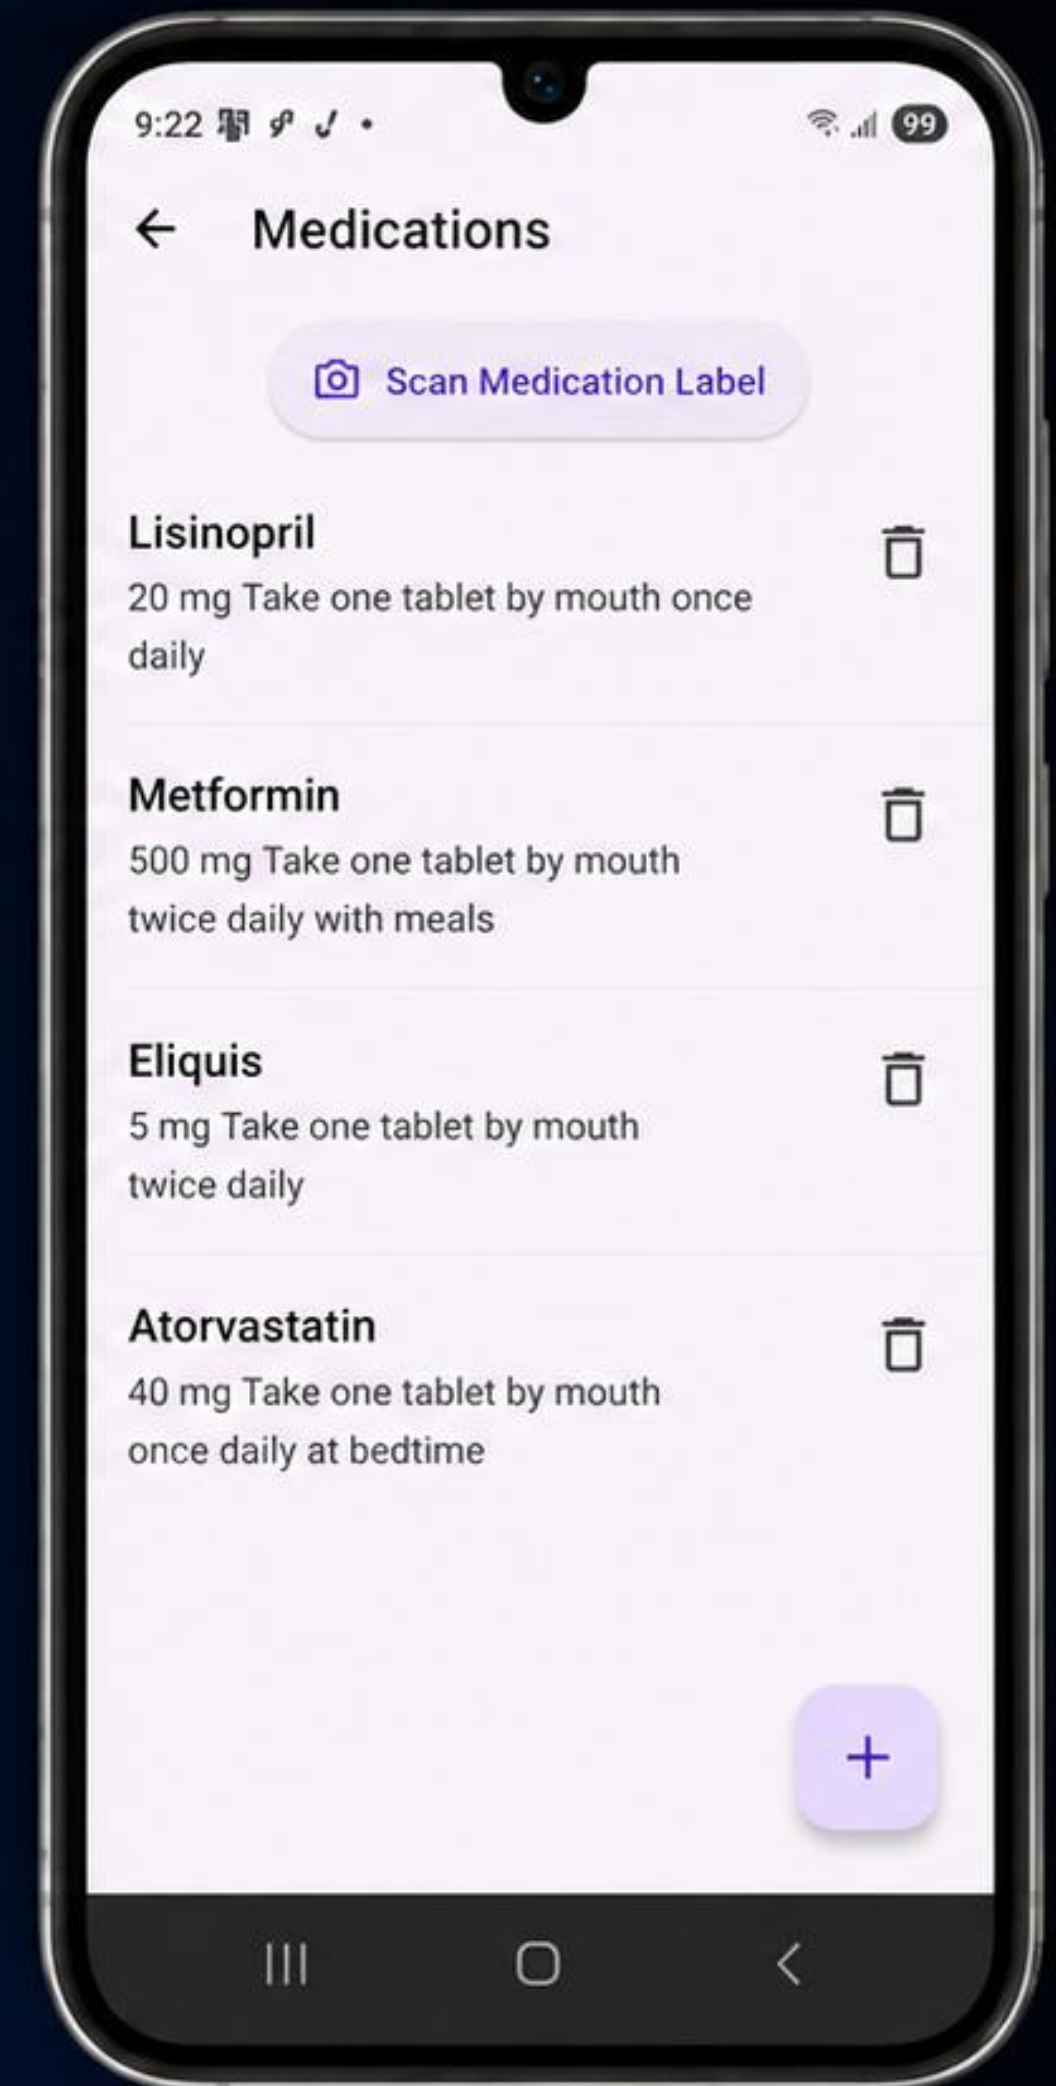 9:22
99
Medications
Scan Medication Label
Lisinopril
20 mg Take one tablet by mouth once
daily
Metformin
500 mg Take one tablet by mouth
twice daily with meals
Eliquis
5 mg Take one tablet by mouth
twice daily
Atorvastatin
40 mg Take one tablet by mouth
once daily at bedtime